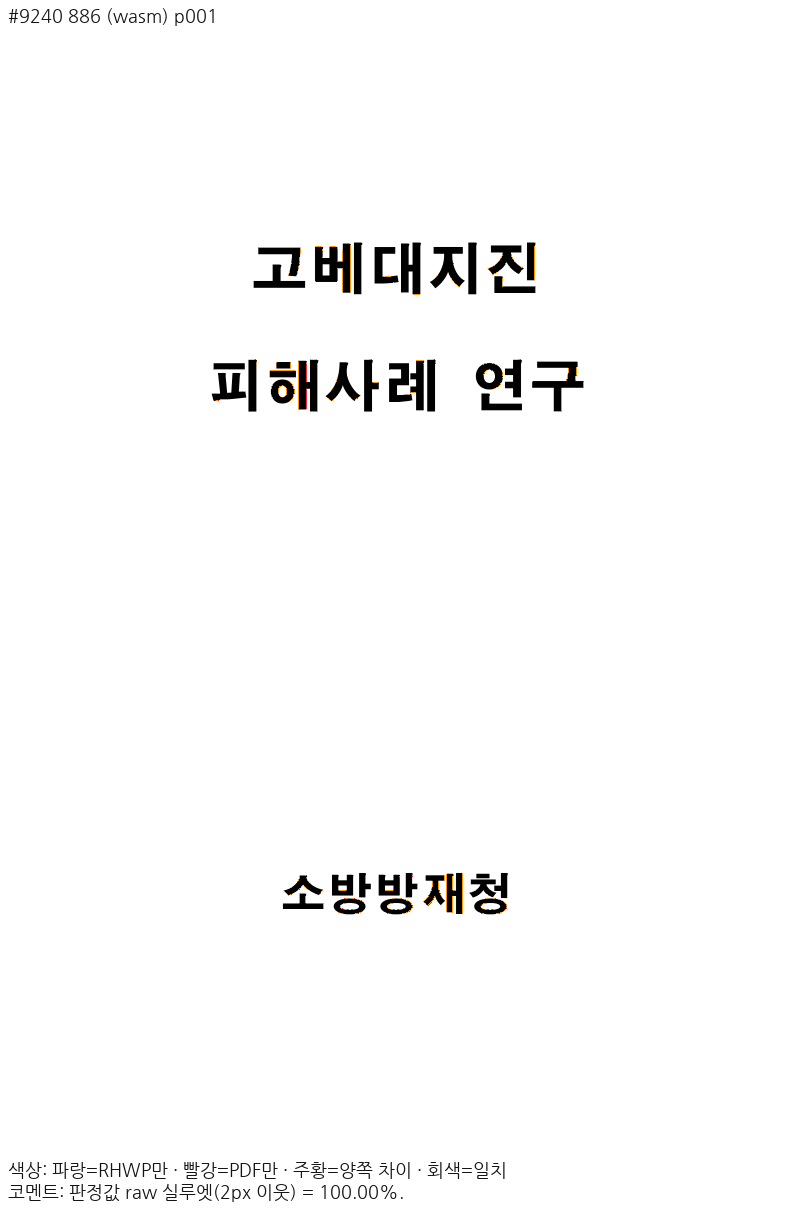 #9240 886 (wasm) p001
고베대지진
피해사례 연구
소방방재청
색상: 파랑=RHWP만 · 빨강=PDF만 · 주황=양쪽 차이 · 회색=일치
코멘트: 판정값 raw 실루엣(2px 이웃) = 100.00%.